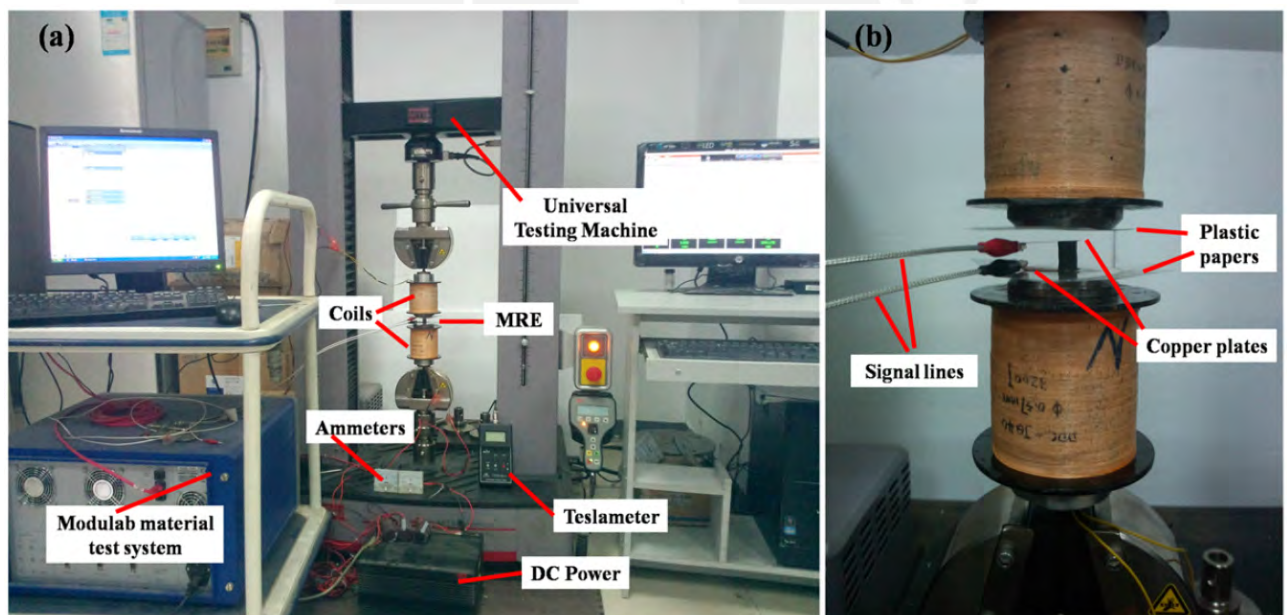 (a)
Universal
Testing Machine
Coils
MRE
Ammeters
Modulab material
test system
Teslameter
DC Power
(b)
Plastic
papers
Copper plates
Signal lines
N